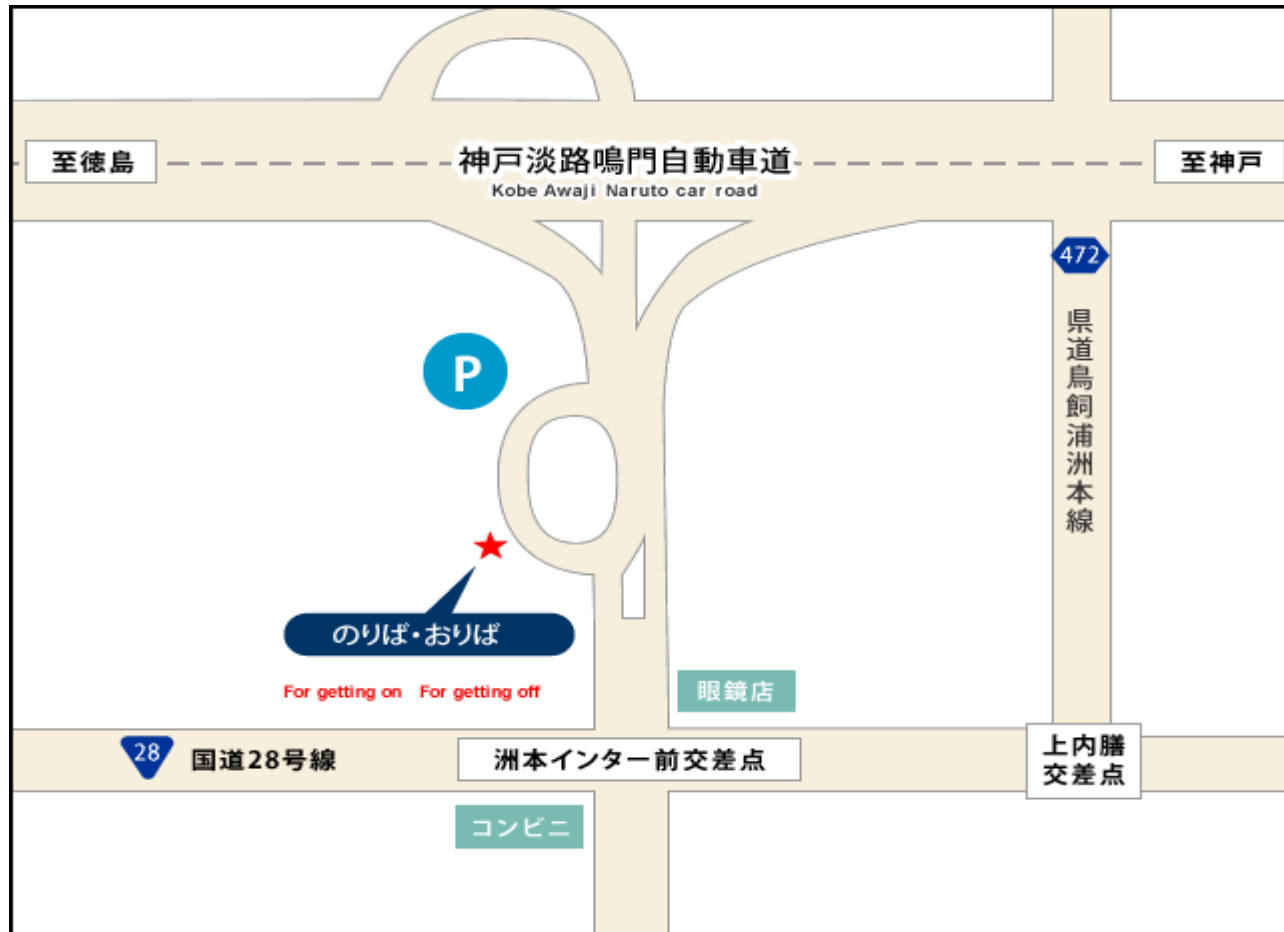 至徳島
神戸淡路鳴門自動車道
Kobe Awaji Naruto car road
至神戸
472
県道鳥飼浦洲本線
P
のりば・おりば
For getting on For getting off
眼鏡店
28
国道28号線
洲本インター前交差点
上内膳
交差点
コンビニ